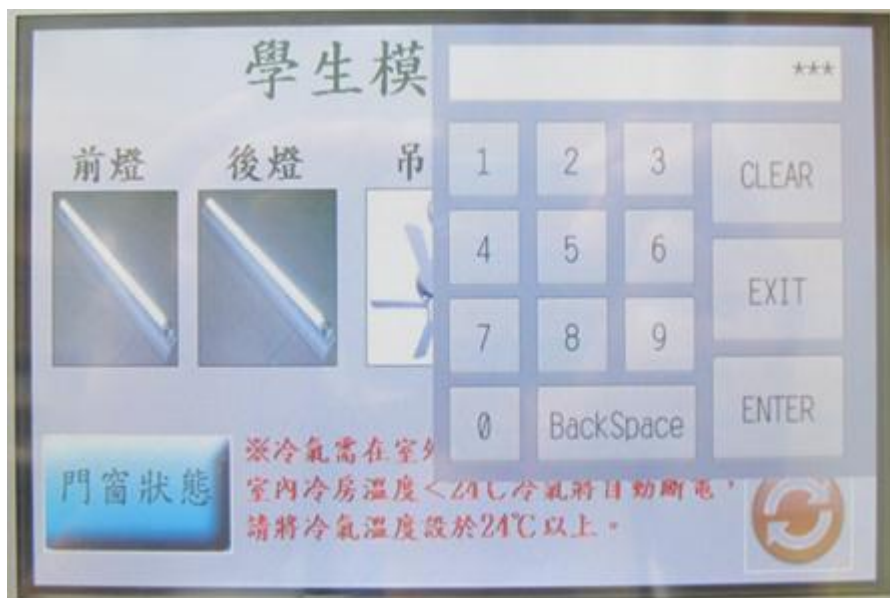 學生模
***
前燈
後燈
吊
1
2
3
CLEAR
4
5
6
EXIT
7
8
9
0
BackSpace
ENTER
門窗狀態
※冷氣需在室外
室內冷房溫度<24℃冷氣將自動斷電，
請將冷氣溫度設於24℃以上。